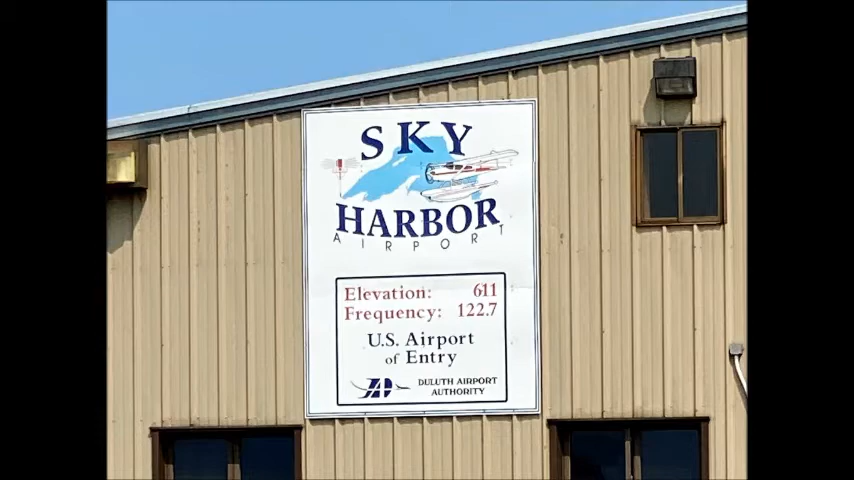 SKY
HARBOR
AIRPORT
Elevation: 611
Frequency: 122.7
U.S. Airport
of Entry
DULUTH AIRPORT
AUTHORITY